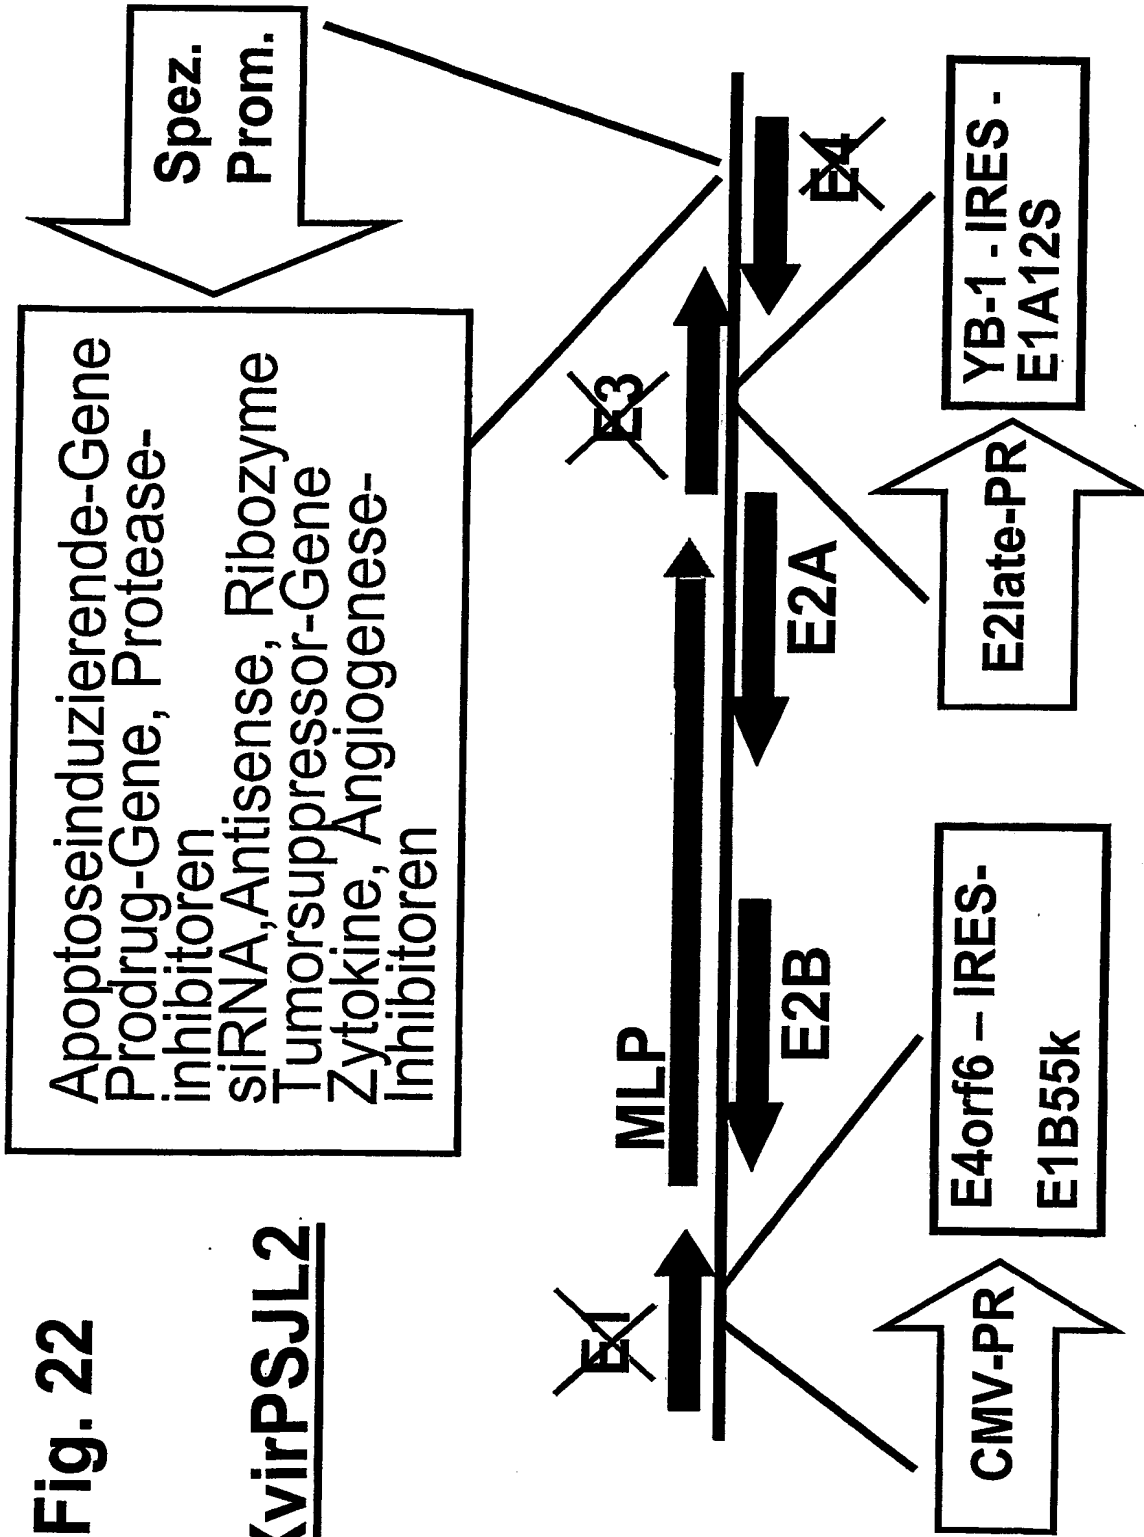 Fig. 22
XvirPSJL2
Apoptoseinduzierende-Gene
Prodrug-Gene, Protease-
inhibitoren
siRNA,Antisense, Ribozyme
Tumorsuppressor-Gene
Zytokine, Angiogenese-
Inhibitoren
Spez.
Prom.
E1
MLP
E3
E2B
E2A
E4
CMV-PR
E4orf6 – IRES-
E1B55k
E2late-PR
YB-1 - IRES -
E1A12S